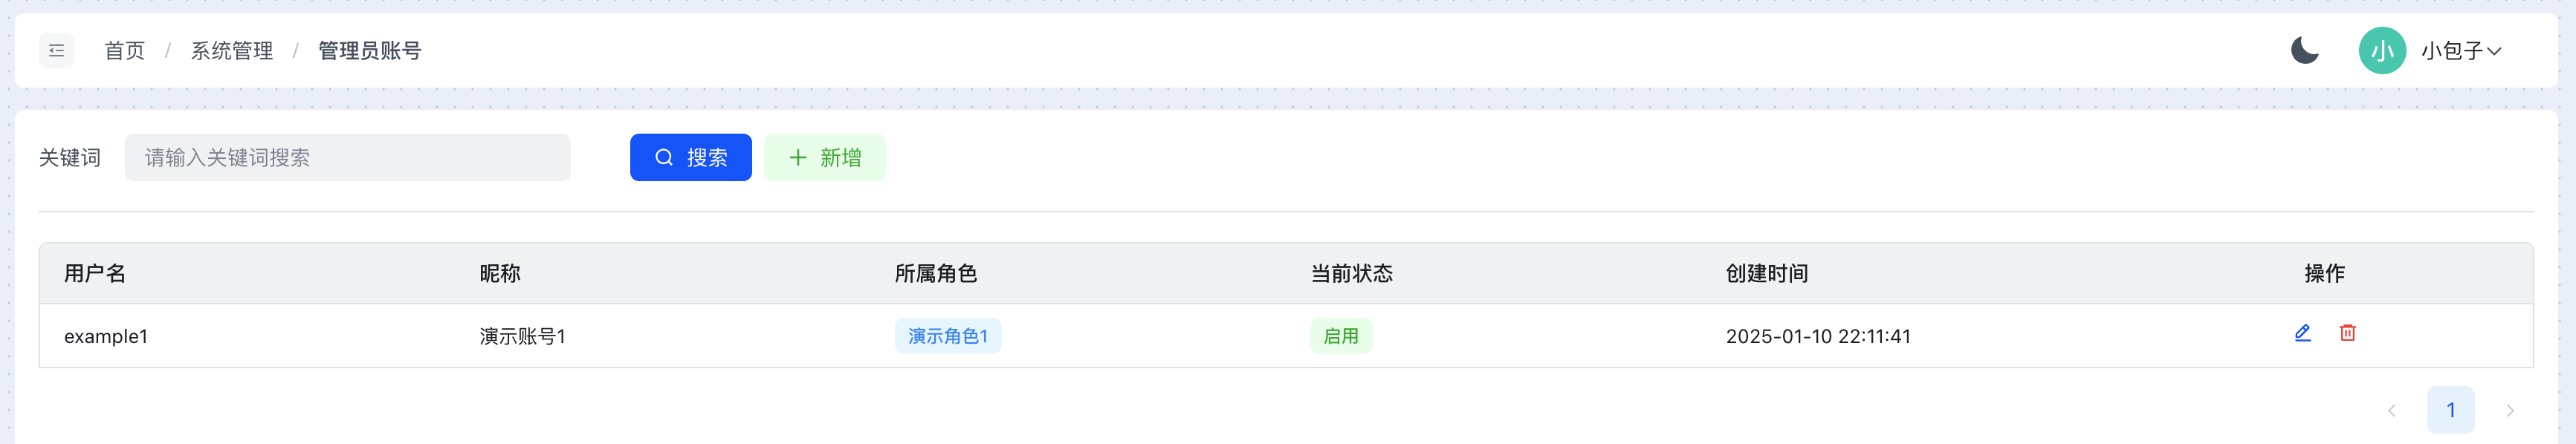 首页 / 系统管理 / 管理员账号
小 小包子
关键词 请输入关键词搜索 搜索 + 新增
用户名 昵称 所属角色 当前状态 创建时间 操作
example1 演示账号1 演示角色1 启用 2025-01-10 22:11:41
1